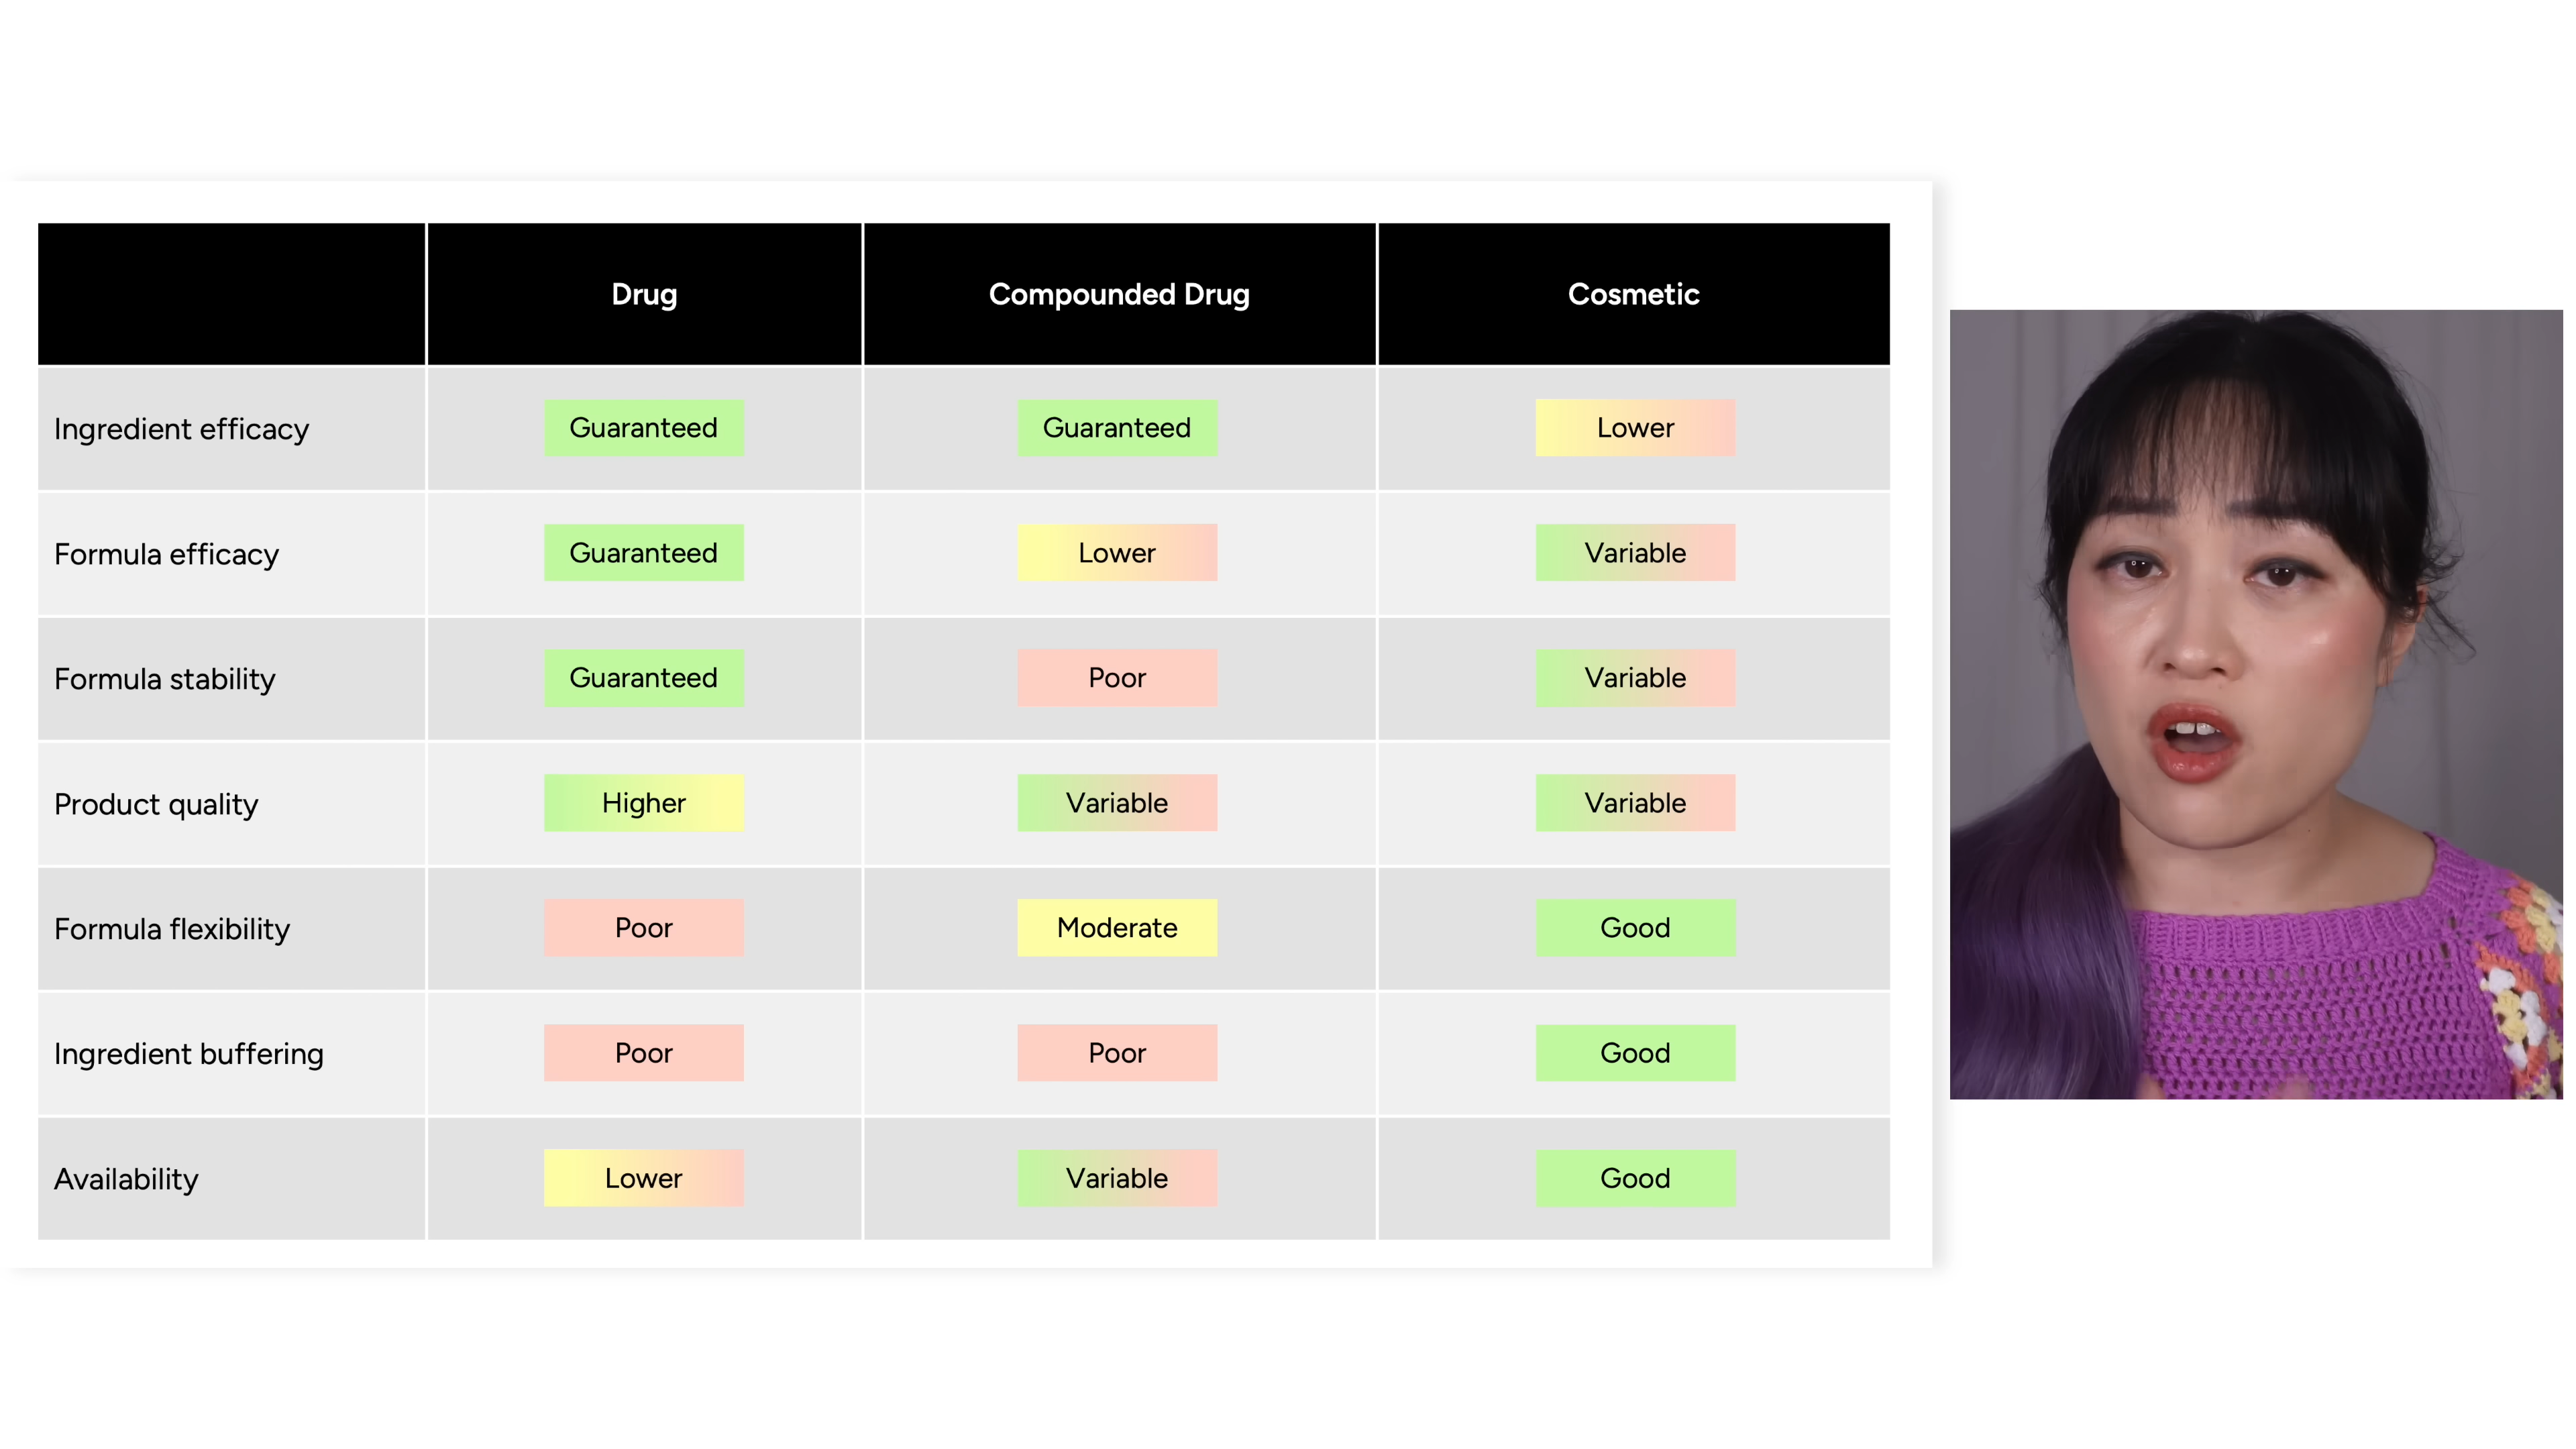 Drug Compounded Drug Cosmetic
Ingredient efficacy Guaranteed Guaranteed Lower
Formula efficacy Guaranteed Lower Variable
Formula stability Guaranteed Poor Variable
Product quality Higher Variable Variable
Formula flexibility Poor Moderate Good
Ingredient buffering Poor Poor Good
Availability Lower Variable Good